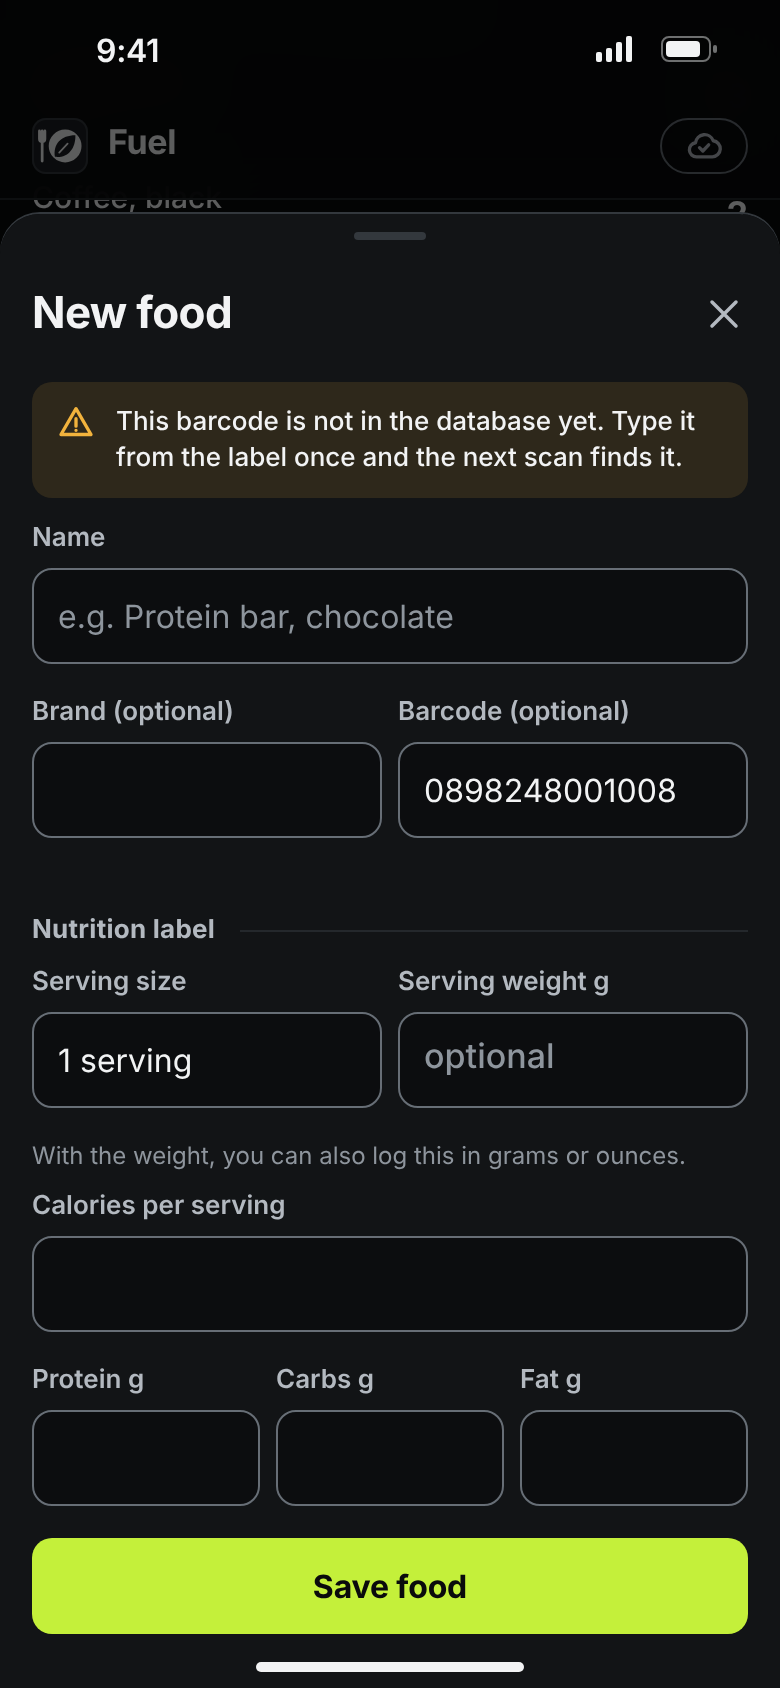 9:41
Fuel
Coffee, black
New food
This barcode is not in the database yet. Type it
from the label once and the next scan finds it.
Name
e.g. Protein bar, chocolate
Brand (optional)
Barcode (optional)
0898248001008
Nutrition label
Serving size
Serving weight g
1 serving
optional
With the weight, you can also log this in grams or ounces.
Calories per serving
Protein g
Carbs g
Fat g
Save food